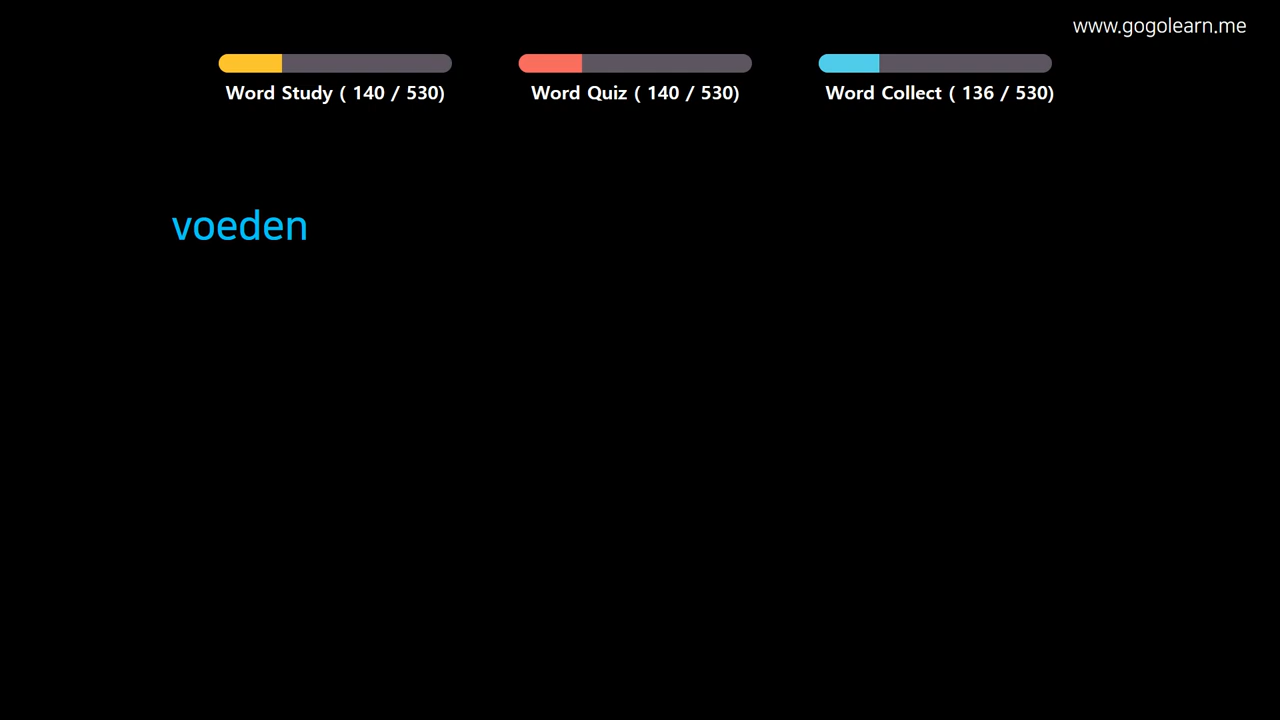 www.gogolearn.me
Word Study ( 140 / 530)
Word Quiz ( 140 / 530)
Word Collect ( 136 / 530)
voeden